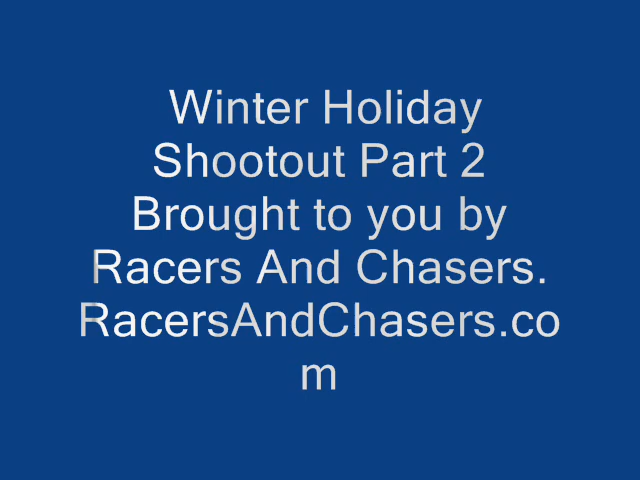 Winter Holiday
Shootout Part 2
Brought to you by
Racers And Chasers.
RacersAndChasers.co
m